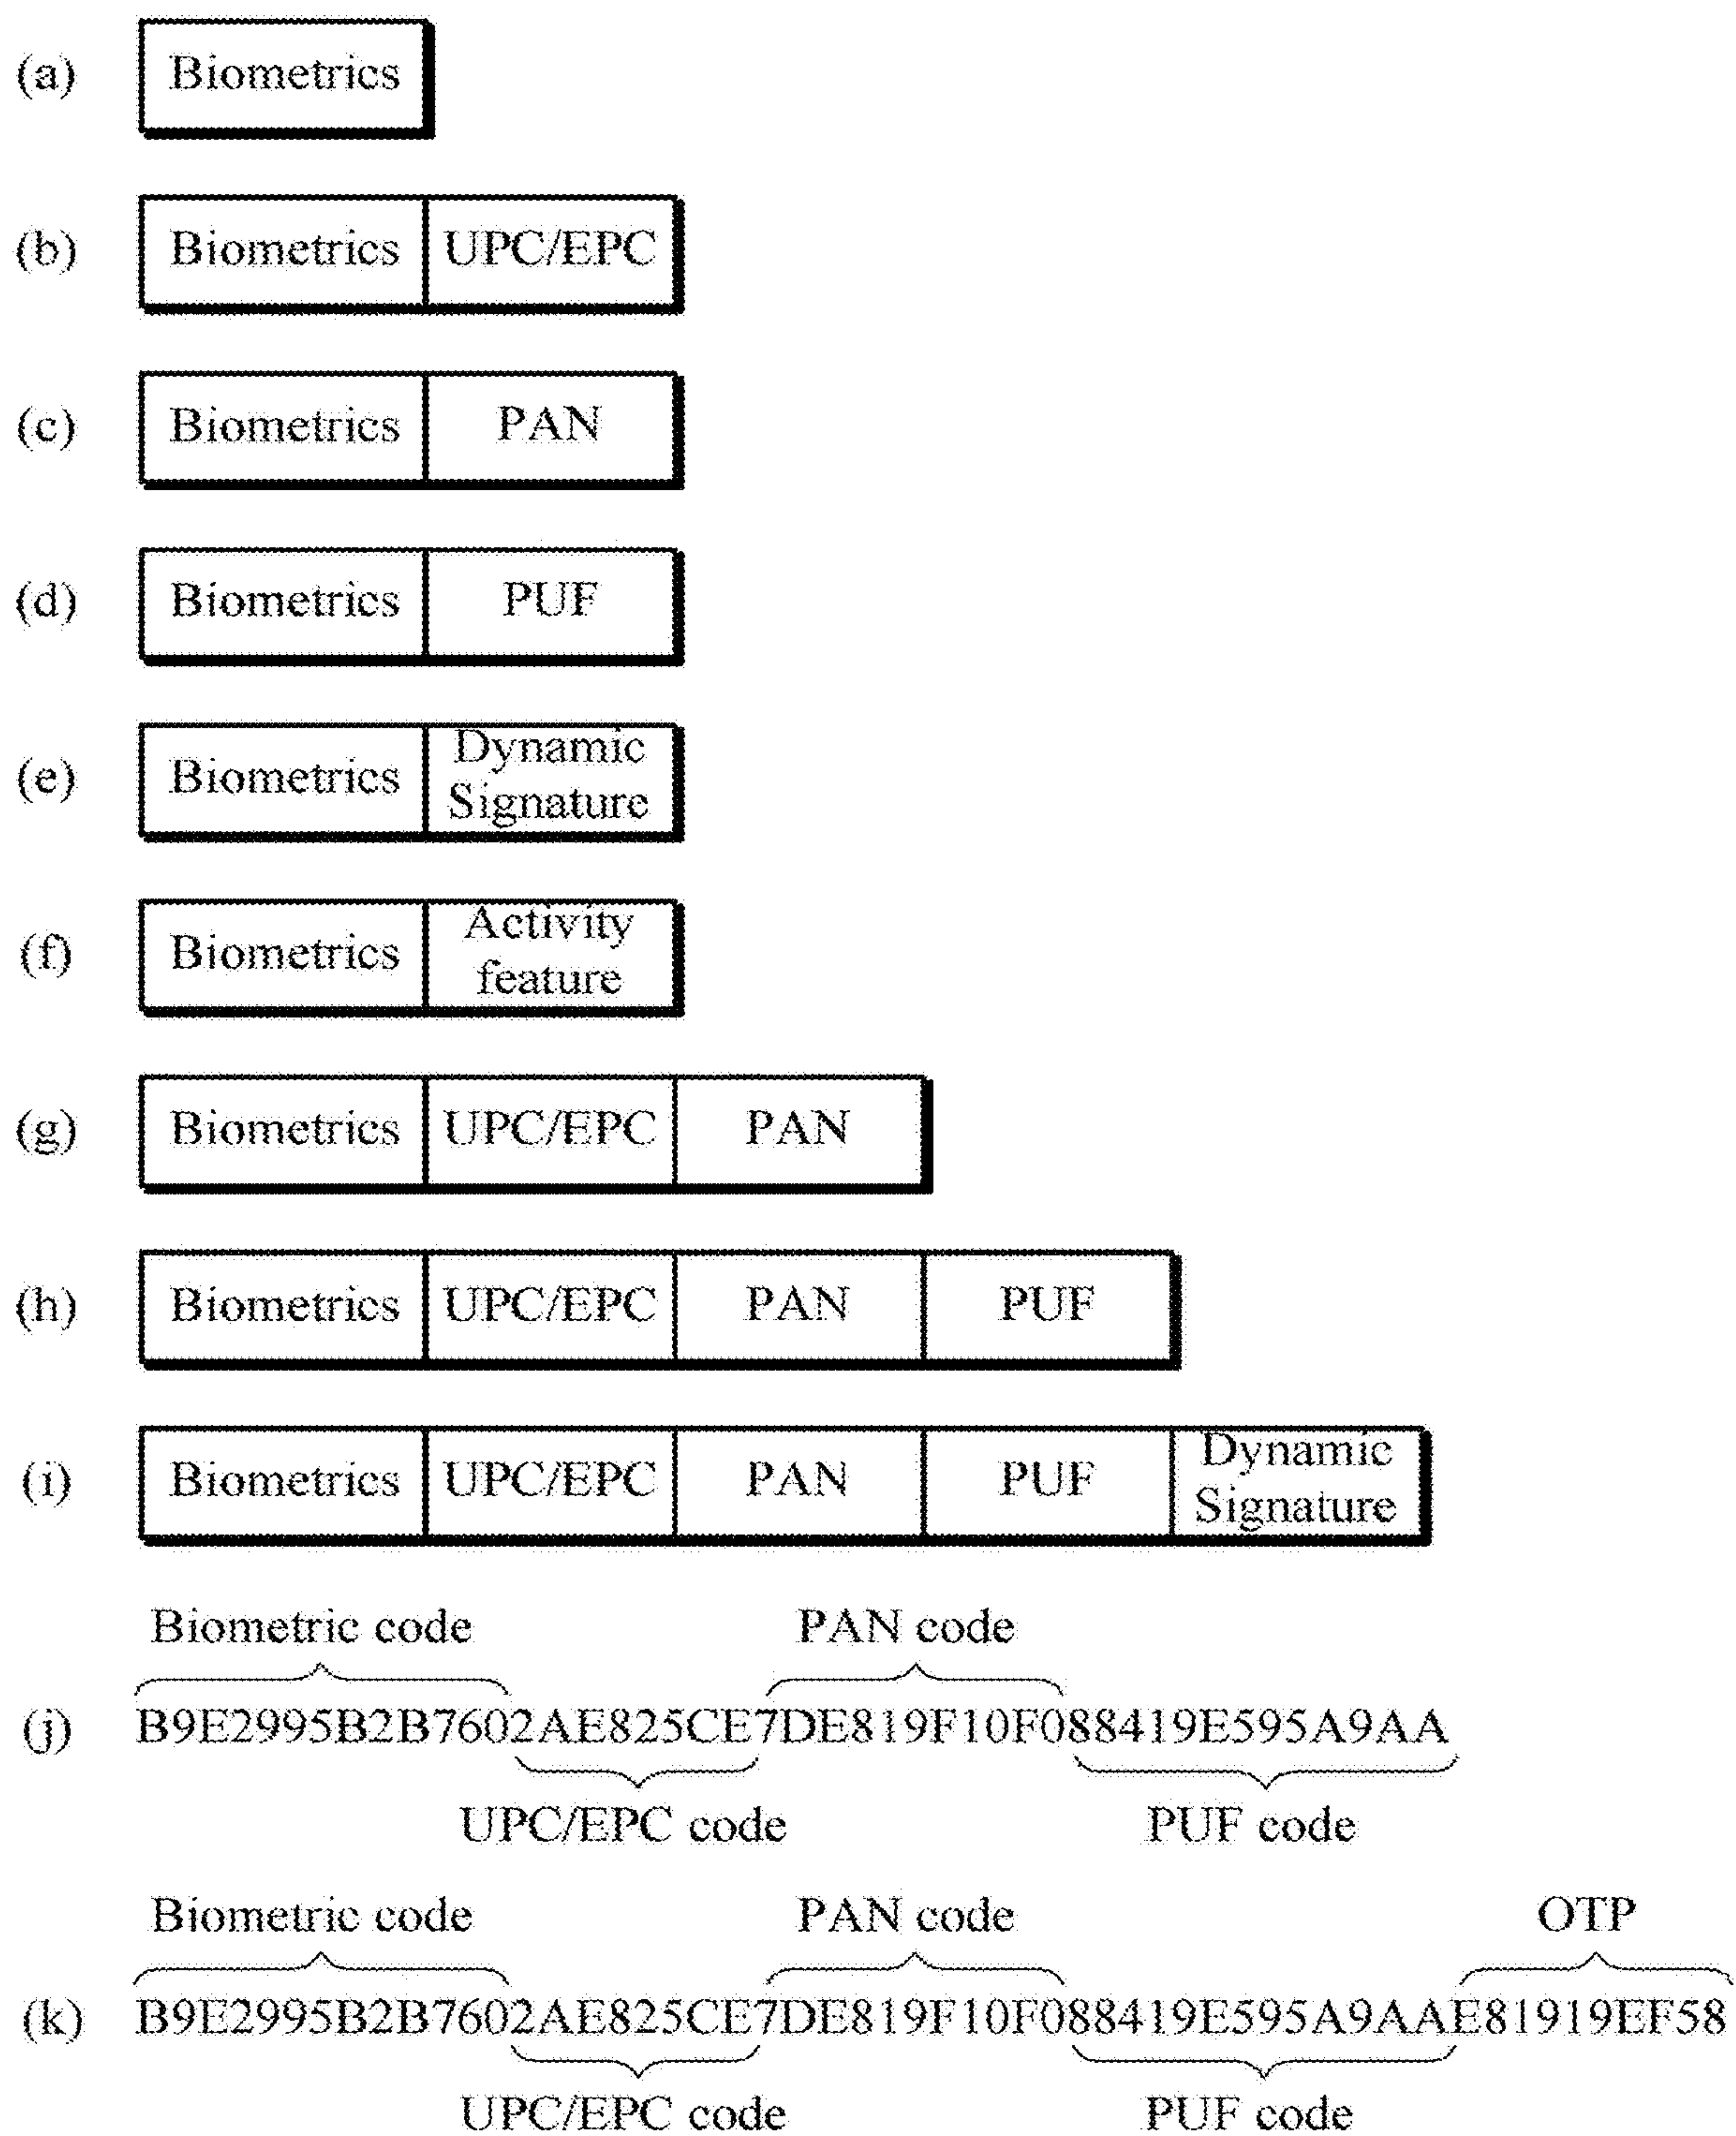 (a) Biometrics
(b) Biometrics UPC/EPC
(c) Biometrics PAN
(d) Biometrics PUF
(e) Biometrics Dynamic
Signature
(f) Biometrics Activity
feature
(g) Biometrics UPC/EPC PAN
(h) Biometrics UPC/EPC PAN PUF
(i) Biometrics UPC/EPC PAN PUF Dynamic
Signature
Biometric code PAN code
(j) B9E2995B2B7602AE825CE7DE819F10F088419E595A9AA
UPC/EPC code PUF code
Biometric code PAN code OTP
(k) B9E2995B2B7602AE825CE7DE819F10F088419E595A9AAE81919EF58
UPC/EPC code PUF code